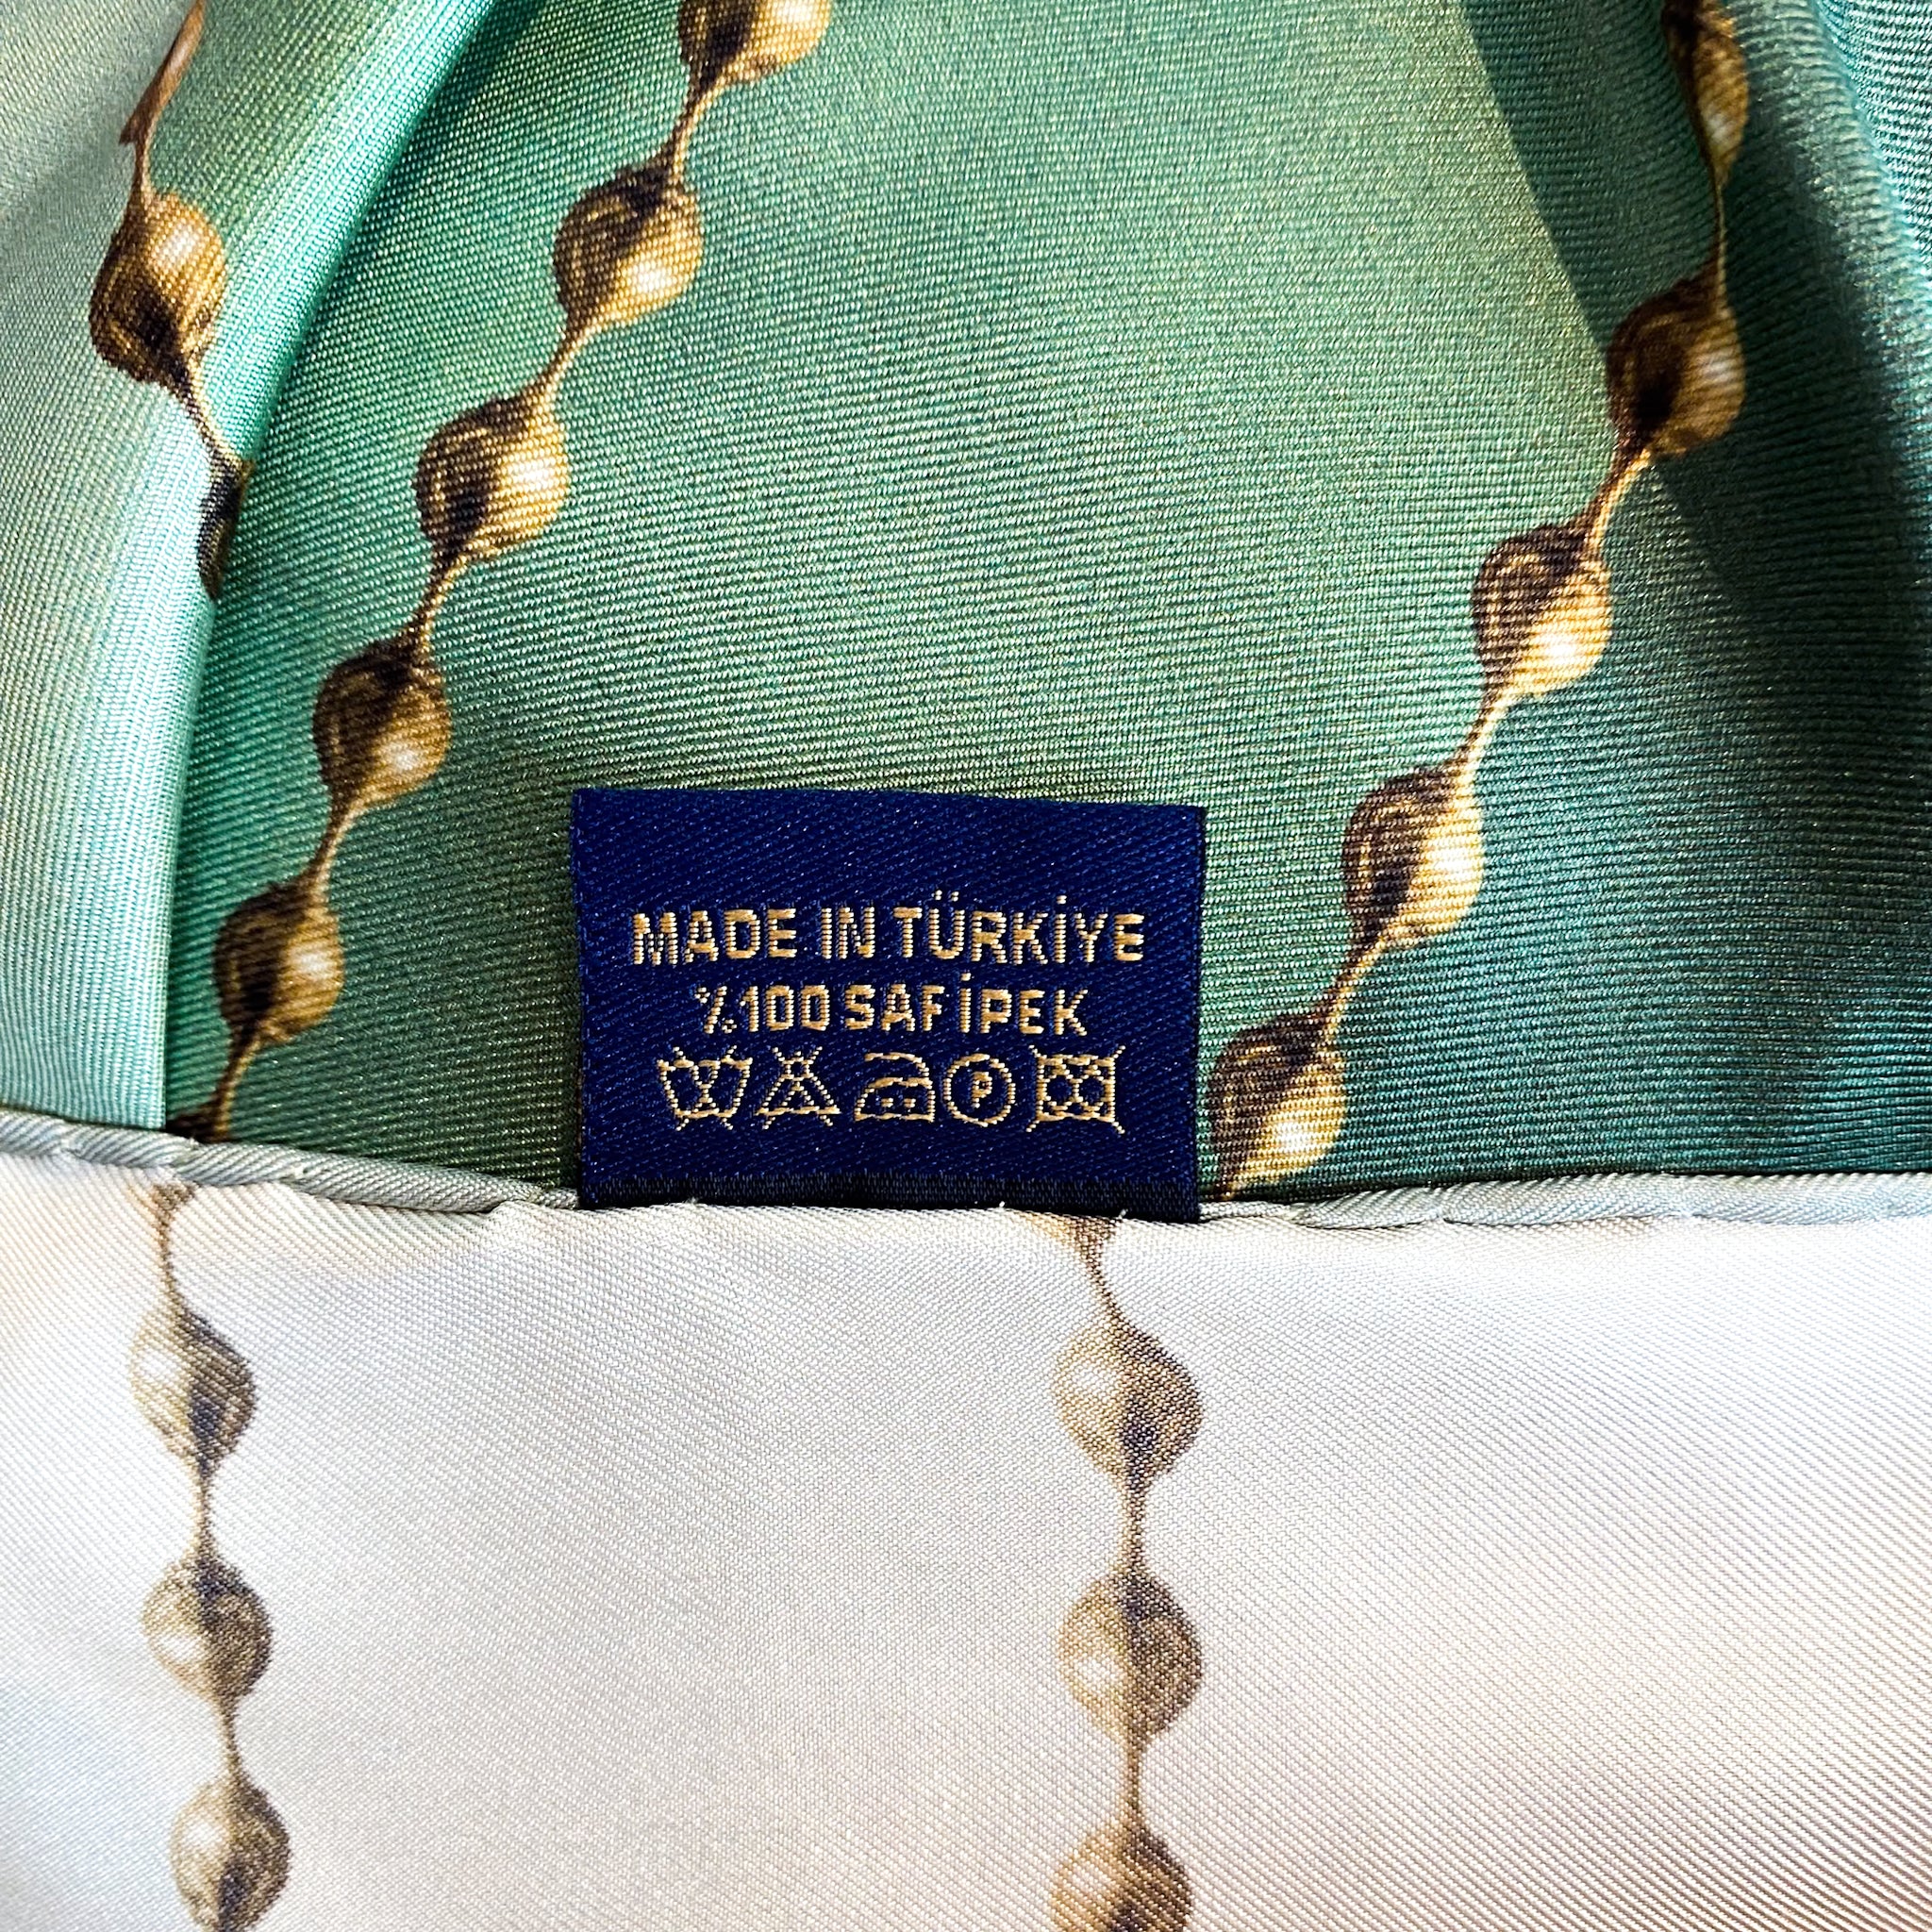 MADE IN TÜRKİYE
%100 SAF İPEK
P